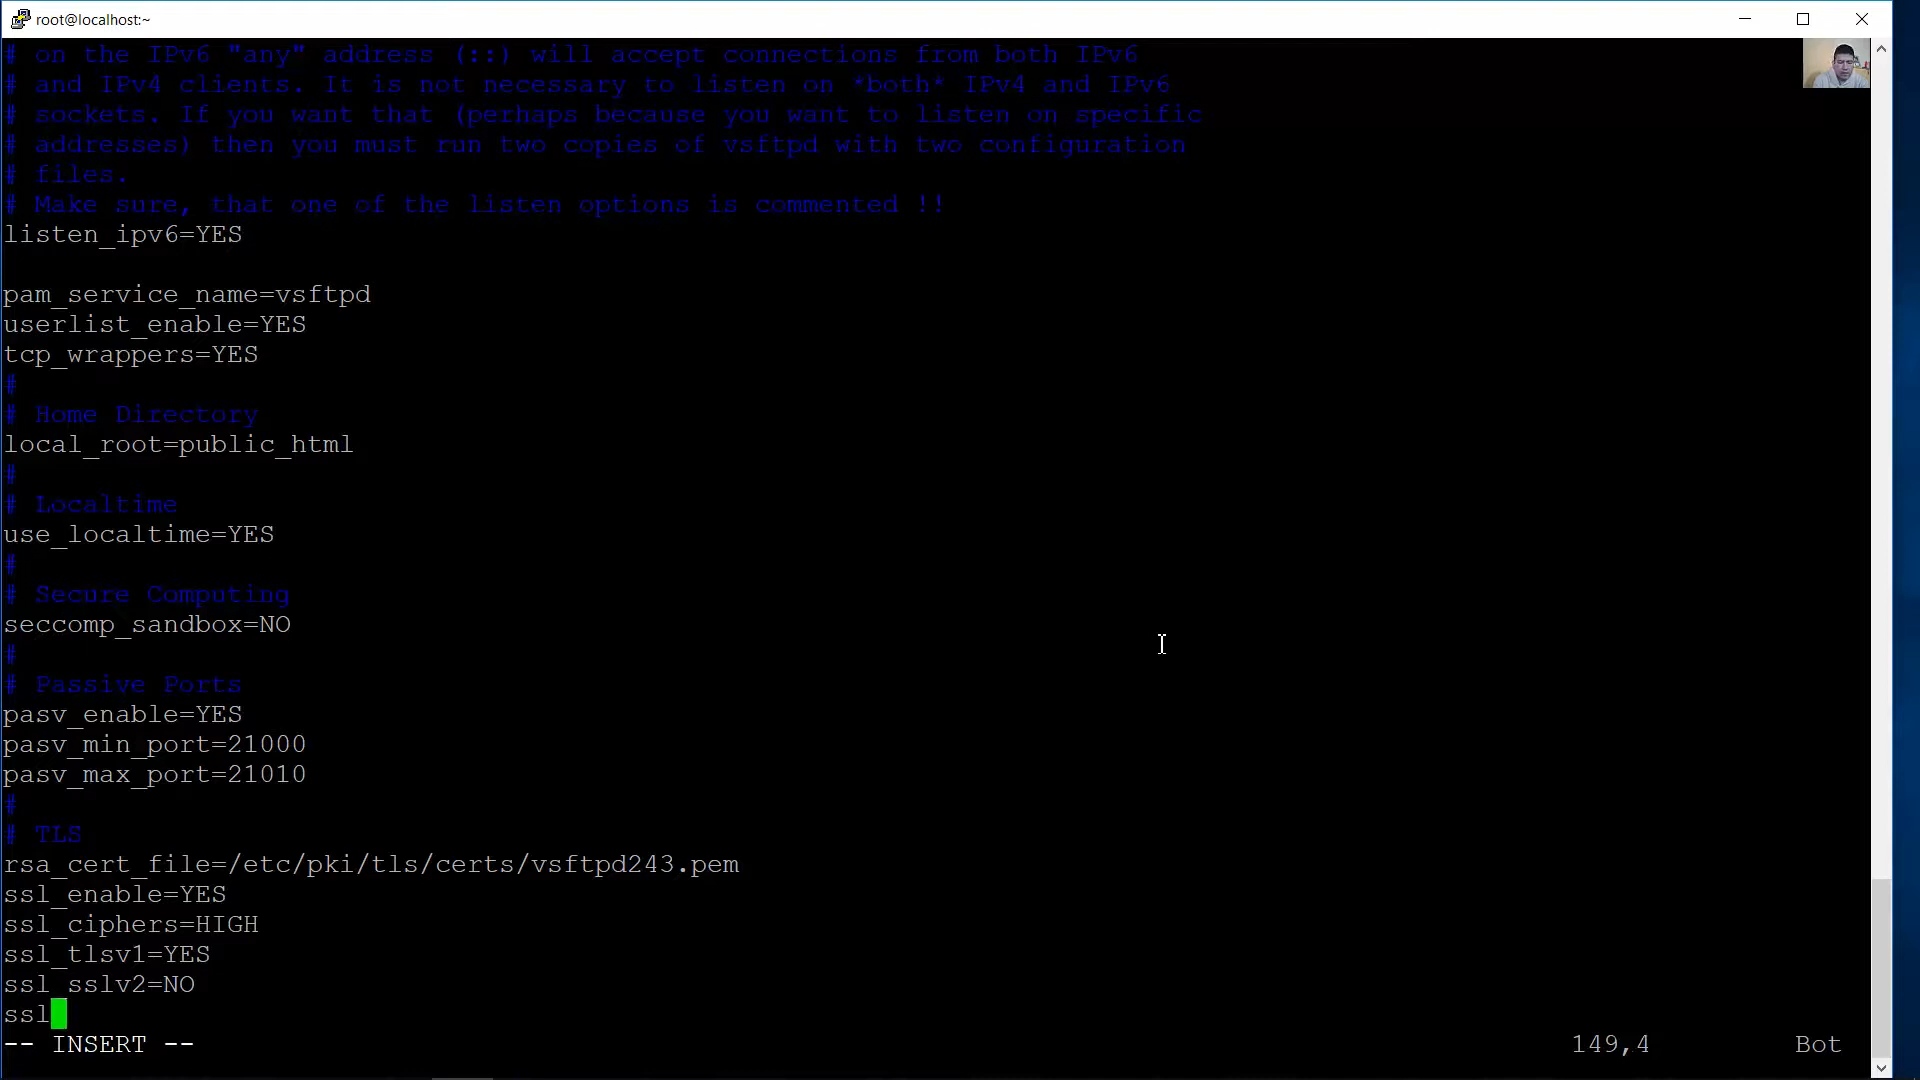 root@localhost:~
# on the IPv6 "any" address (::) will accept connections from both IPv6
# and IPv4 clients. It is not necessary to listen on *both* IPv4 and IPv6
# sockets. If you want that (perhaps because you want to listen on specific
# addresses) then you must run two copies of vsftpd with two configuration
# files.
# Make sure, that one of the listen options is commented !!
listen_ipv6=YES
pam_service_name=vsftpd
userlist_enable=YES
tcp_wrappers=YES
#
# Home Directory
local_root=public_html
#
# Localtime
use_localtime=YES
#
# Secure Computing
seccomp_sandbox=NO
#
# Passive Ports
pasv_enable=YES
pasv_min_port=21000
pasv_max_port=21010
#
# TLS
rsa_cert_file=/etc/pki/tls/certs/vsftpd243.pem
ssl_enable=YES
ssl_ciphers=HIGH
ssl_tlsv1=YES
ssl_sslv2=NO
ssl
-- INSERT -- 149,4 Bot